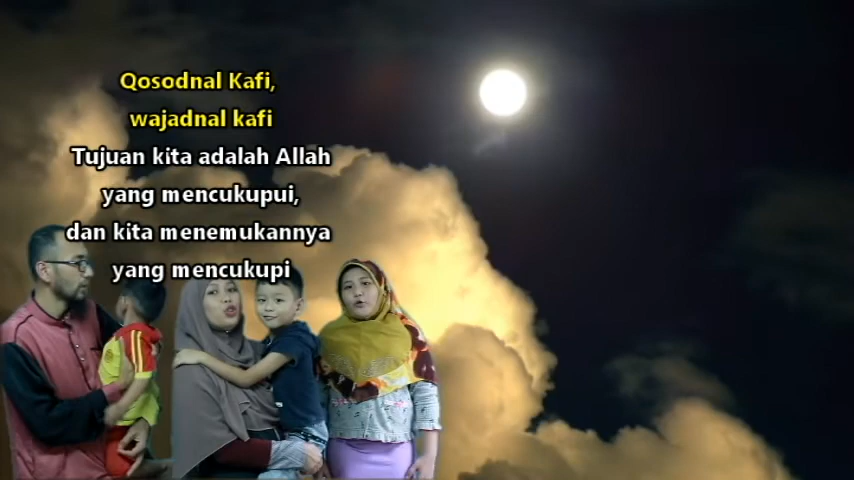 Qosodnal Kafi,
wajadnal kafi
Tujuan kita adalah Allah
yang mencukupui,
dan kita menemukannya
yang mencukupi